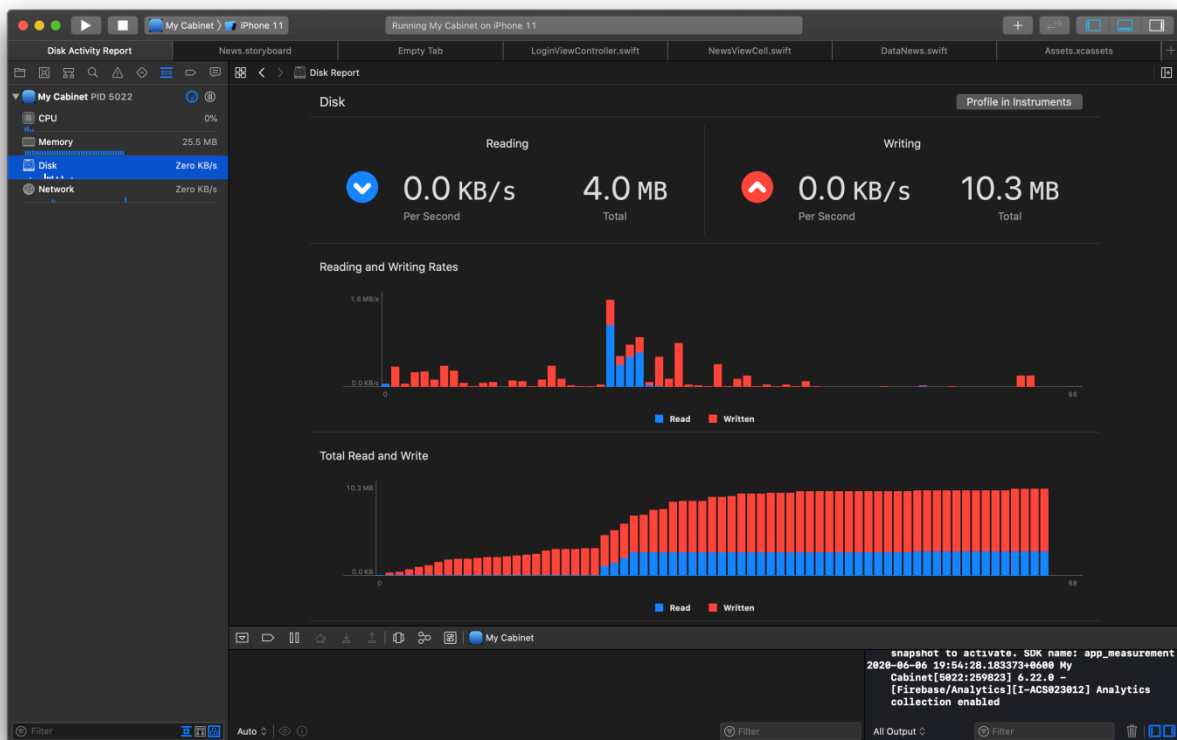 My Cabinet 〉 iPhone 11
Running My Cabinet on iPhone 11
Disk Activity Report
News.storyboard
Empty Tab
LoginViewController.swift
NewsViewCell.swift
DataNews.swift
Assets.xcassets
Disk Report
My Cabinet PID 5022
CPU 0%
Memory 25.5 MB
Disk Zero KB/s
Network Zero KB/s
Disk
Profile in Instruments
Reading
0.0 KB/s
Per Second
4.0 MB
Total
Writing
0.0 KB/s
Per Second
10.3 MB
Total
Reading and Writing Rates
1.6 MB/s
0.0 KB/s
0
68
Read Written
Total Read and Write
10.3 MB
0.0 KB
0
68
Read Written
My Cabinet
snapshot to activate. SDK name: app_measurement
2020-06-06 19:54:28.183373+0600 My
Cabinet[5022:259823] 6.22.0 -
[Firebase/Analytics][I-ACS023012] Analytics
collection enabled
Filter
Auto
Filter
All Output
Filter